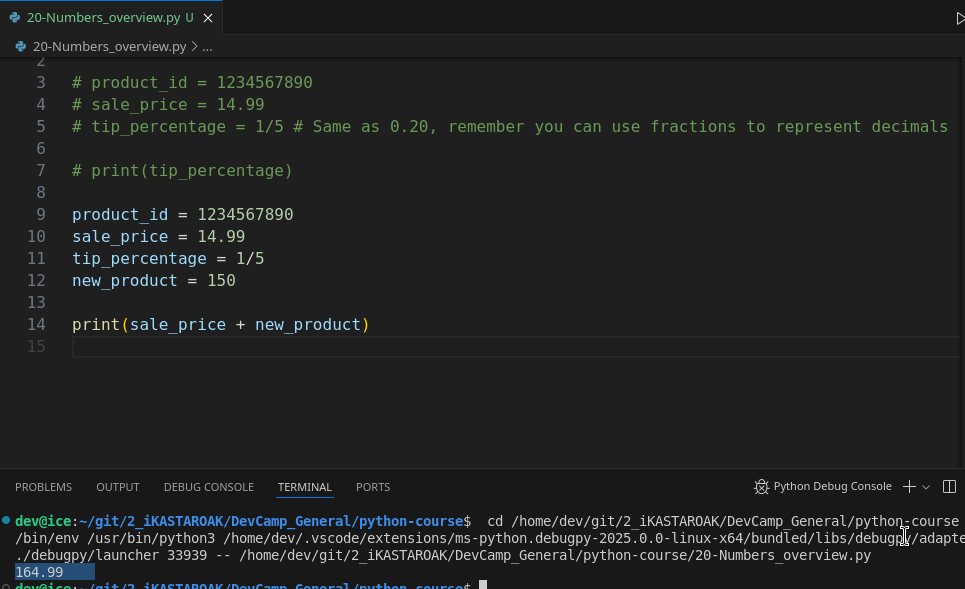 20-Numbers_overview.py U ×
20-Numbers_overview.py > ...
2
3 # product_id = 1234567890
4 # sale_price = 14.99
5 # tip_percentage = 1/5 # Same as 0.20, remember you can use fractions to represent decimals
6
7 # print(tip_percentage)
8
9 product_id = 1234567890
10 sale_price = 14.99
11 tip_percentage = 1/5
12 new_product = 150
13
14 print(sale_price + new_product)
15
PROBLEMS OUTPUT DEBUG CONSOLE TERMINAL PORTS Python Debug Console
dev@ice:~/git/2_iKASTAROAK/DevCamp_General/python-course$ cd /home/dev/git/2_iKASTAROAK/DevCamp_General/python-course
/bin/env /usr/bin/python3 /home/dev/.vscode/extensions/ms-python.debugpy-2025.0.0-linux-x64/bundled/libs/debugpy/adapte
./debugpy/launcher 33939 -- /home/dev/git/2_iKASTAROAK/DevCamp_General/python-course/20-Numbers_overview.py
164.99
dev@ice:~/git/2_iKASTAROAK/DevCamp_General/python-course$